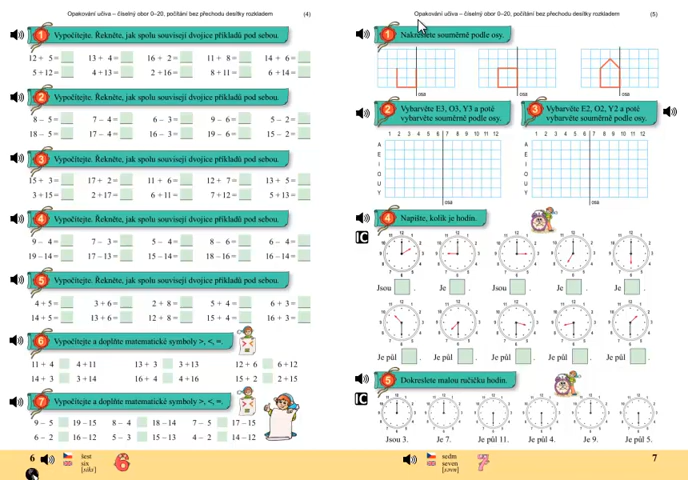 Opakování učiva – číselný obor 0–20, počítání bez přechodu desítky rozkladem (4)
1 Vypočítejte. Řekněte, jak spolu souvisejí dvojice příkladů pod sebou.
12 + 5 = 13 + 4 = 16 + 2 = 11 + 8 = 14 + 6 =
5 + 12 = 4 + 13 = 2 + 16 = 8 + 11 = 6 + 14 =
2 Vypočítejte. Řekněte, jak spolu souvisejí dvojice příkladů pod sebou.
8 – 5 = 7 – 4 = 6 – 3 = 9 – 6 = 5 – 2 =
18 – 5 = 17 – 4 = 16 – 3 = 19 – 6 = 15 – 2 =
3 Vypočítejte. Řekněte, jak spolu souvisejí dvojice příkladů pod sebou.
15 + 3 = 17 + 2 = 11 + 6 = 12 + 7 = 13 + 5 =
3 + 15 = 2 + 17 = 6 + 11 = 7 + 12 = 5 + 13 =
4 Vypočítejte. Řekněte, jak spolu souvisejí dvojice příkladů pod sebou.
9 – 4 = 7 – 3 = 5 – 4 = 8 – 6 = 6 – 4 =
19 – 14 = 17 – 13 = 15 – 14 = 18 – 16 = 16 – 14 =
5 Vypočítejte. Řekněte, jak spolu souvisejí dvojice příkladů pod sebou.
4 + 5 = 3 + 6 = 2 + 8 = 5 + 4 = 6 + 3 =
14 + 5 = 13 + 6 = 12 + 8 = 15 + 4 = 16 + 3 =
6 Vypočítejte a doplňte matematické symboly >, <, =.
11 + 4 4 + 11 13 + 3 3 + 13 12 + 6 6 + 12
14 + 3 3 + 14 16 + 4 4 + 16 15 + 2 2 + 15
7 Vypočítejte a doplňte matematické symboly >, <, =.
9 – 5 19 – 15 8 – 4 18 – 14 7 – 5 17 – 15
6 – 2 16 – 12 5 – 3 15 – 13 4 – 2 14 – 12
6 šest
six
[siks]
Opakování učiva – číselný obor 0–20, počítání bez přechodu desítky rozkladem (5)
1 Nakreslete souměrně podle osy.
osa osa osa
2 Vybarvěte E3, O3, Y3 a poté
vybarvěte souměrně podle osy.
1 2 3 4 5 6 7 8 9 10 11 12
A
E
I
O
U
Y
osa
3 Vybarvěte E2, O2, Y2 a poté
vybarvěte souměrně podle osy.
1 2 3 4 5 6 7 8 9 10 11 12
A
E
I
O
U
Y
osa
4 Napište, kolik je hodin.
Jsou . Je . Jsou . Je . Je .
Je půl . Je půl . Je půl . Je půl . Je půl .
5 Dokreslete malou ručičku hodin.
Jsou 3. Je 7. Je půl 11. Je půl 4. Je 9. Je půl 5.
sedm
seven
[sevn]
7